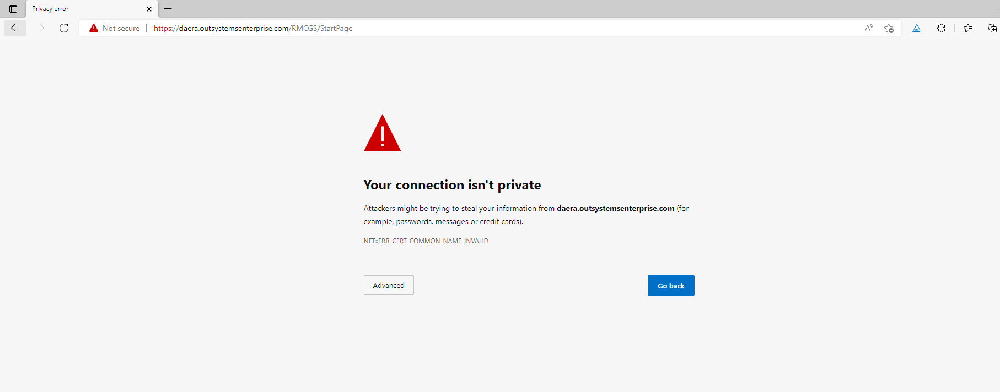 Privacy error
Not secure
https://daera.outsystemsenterprise.com/RMCGS/StartPage
Your connection isn't private
Attackers might be trying to steal your information from daera.outsystemsenterprise.com (for
example, passwords, messages or credit cards).
NET::ERR_CERT_COMMON_NAME_INVALID
Advanced
Go back